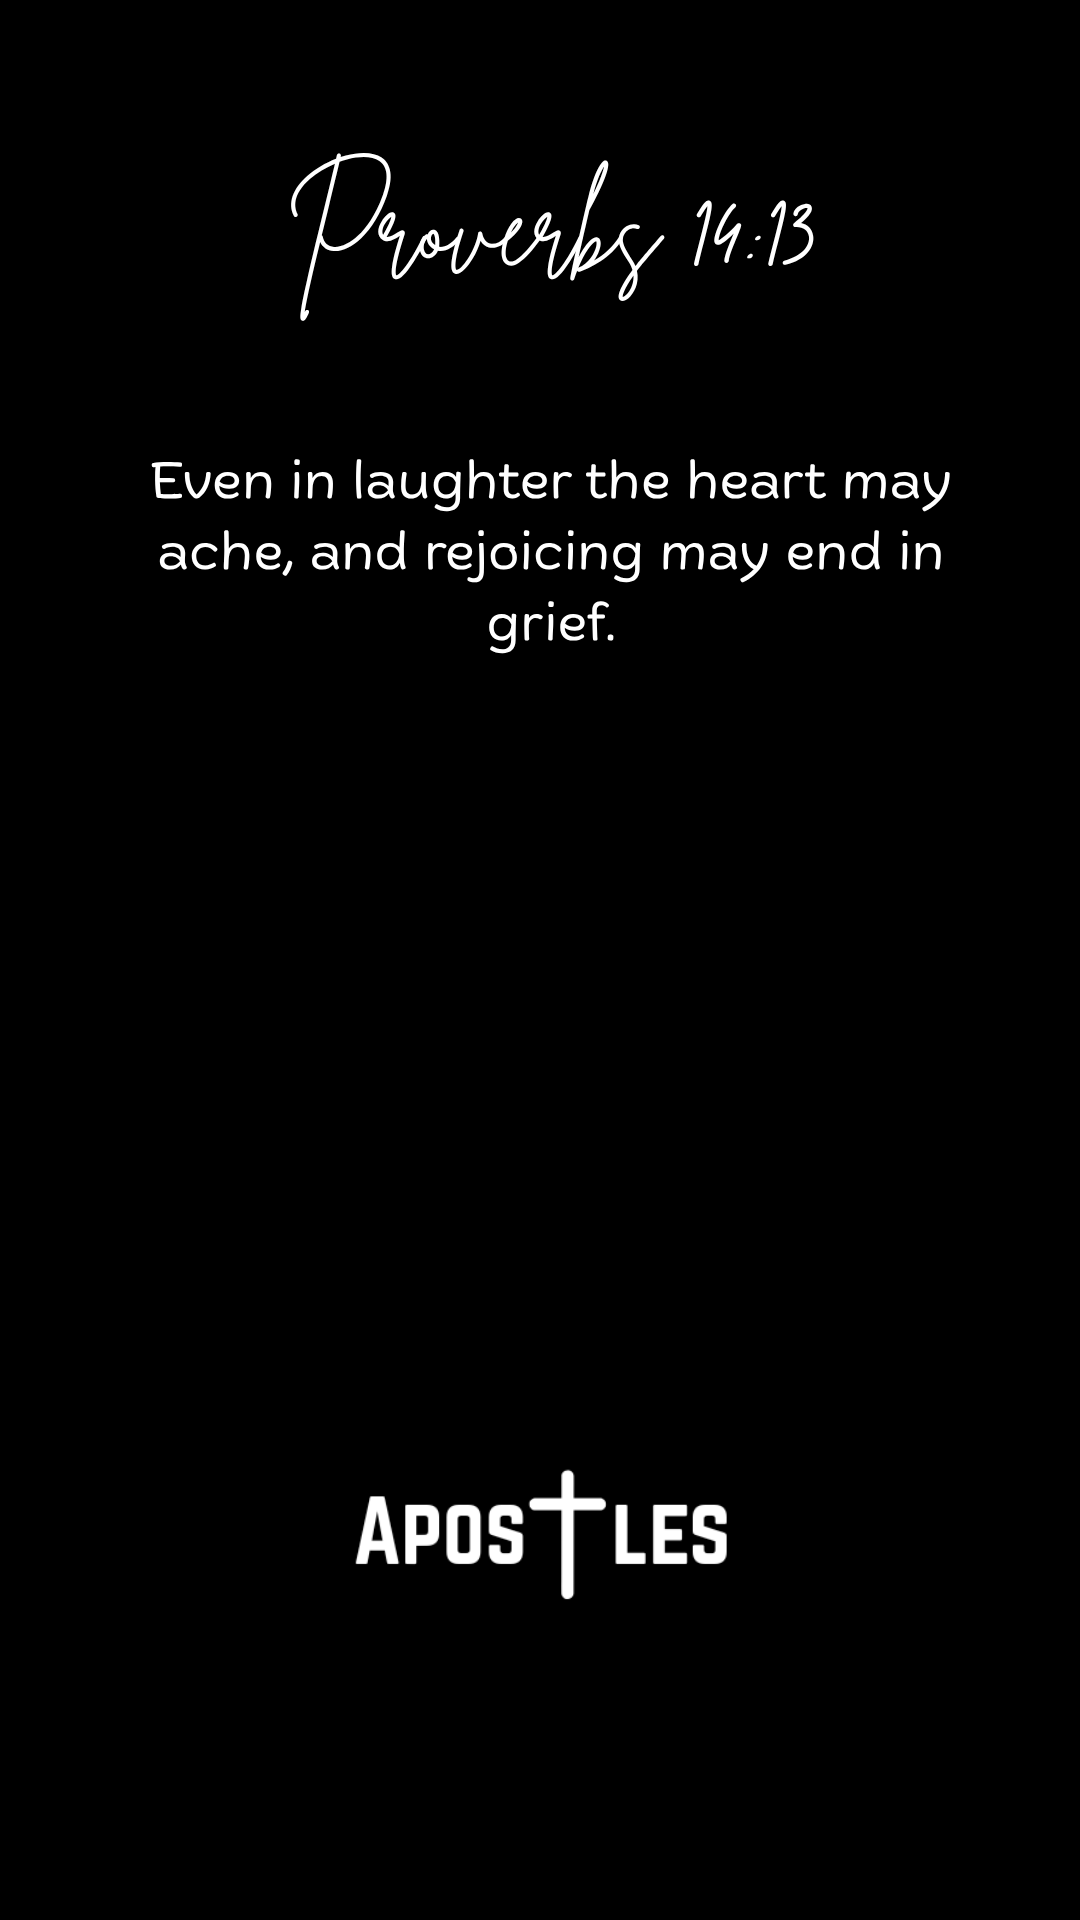 Proverbs 14:13
Even in laughter the heart may
ache, and rejoicing may end in
grief.
APOSTLES